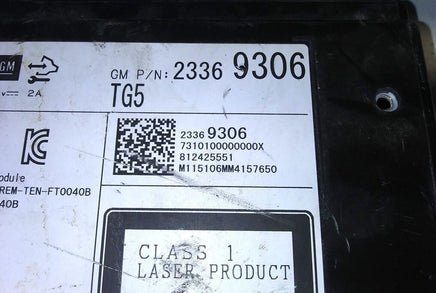 GM
GM P/N: 2336 9306
2A
TG5
2336 9306
7310100000000X
812425551
M115106MM4157650
odule
REM-TEN-FT0040B
40B
CLASS 1
LASER PRODUCT